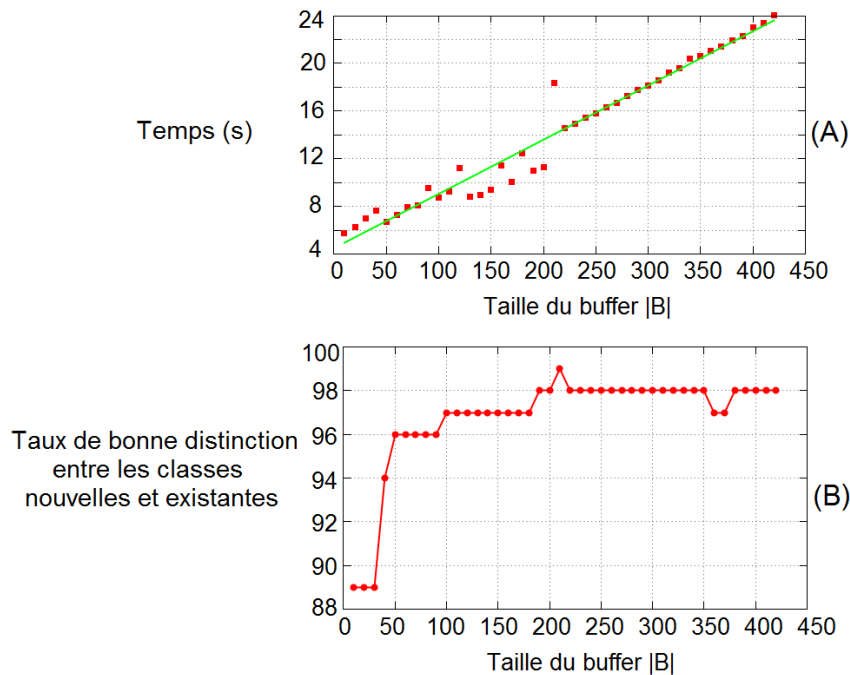 24
20
16
12
8
4
Temps (s)
(A)
0 50 100 150 200 250 300 350 400 450
Taille du buffer |B|
100
98
96
94
92
90
88
Taux de bonne distinction
entre les classes
nouvelles et existantes
(B)
0 50 100 150 200 250 300 350 400 450
Taille du buffer |B|